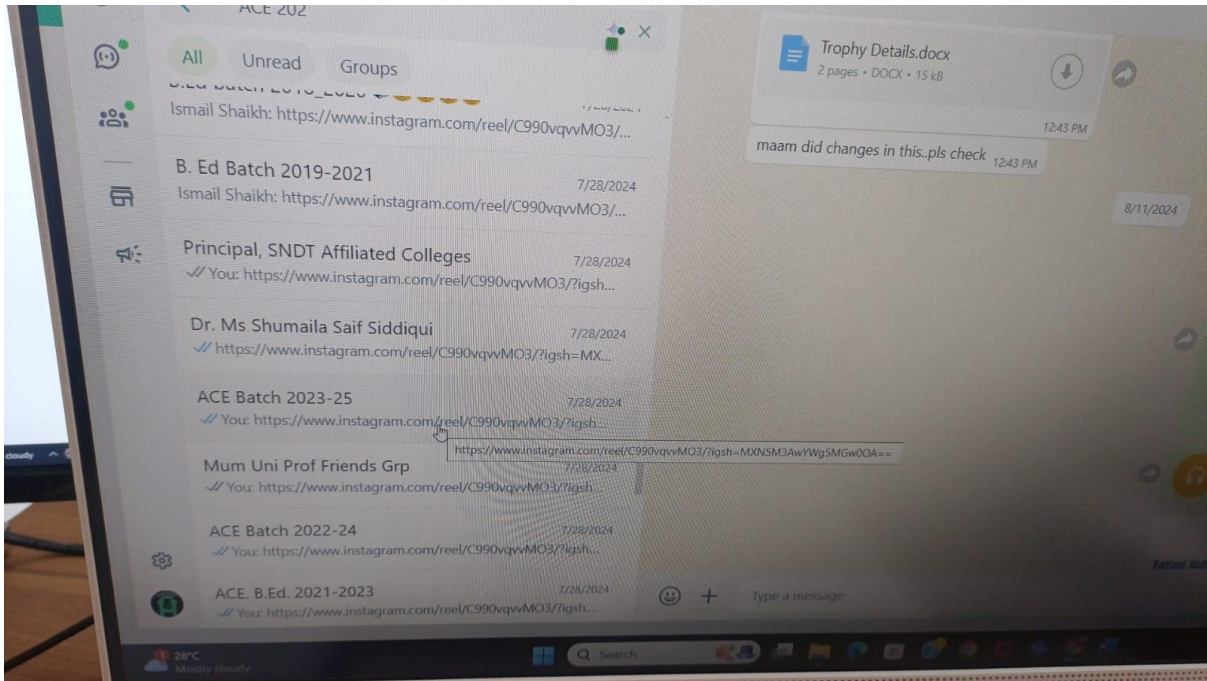 ACE 202
All
Unread
Groups
Ismail Shaikh: https://www.instagram.com/reel/C990vqvvMO3/...
B. Ed Batch 2019-2021
7/28/2024
Ismail Shaikh: https://www.instagram.com/reel/C990vqvvMO3/...
Principal, SNDT Affiliated Colleges
7/28/2024
You: https://www.instagram.com/reel/C990vqvvMO3/?igsh...
Dr. Ms Shumaila Saif Siddiqui
7/28/2024
https://www.instagram.com/reel/C990vqvvMO3/?igsh=MX...
ACE Batch 2023-25
7/28/2024
You: https://www.instagram.com/reel/C990vqvvMO3/?igsh...
https://www.instagram.com/reel/C990vqvvMO3/?igsh=MXN5M3AwYWg5MGw0OA==
Mum Uni Prof Friends Grp
7/28/2024
You: https://www.instagram.com/reel/C990vqvvMO3/?igsh...
ACE Batch 2022-24
7/28/2024
You: https://www.instagram.com/reel/C990vqvvMO3/?igsh...
ACE. B.Ed. 2021-2023
7/28/2024
You: https://www.instagram.com/reel/C990vqvvMO3/?igsh...
Trophy Details.docx
2 pages • DOCX • 15 kB
12:43 PM
maam did changes in this..pls check
12:43 PM
8/11/2024
Type a message
cloudy
28°C
Mostly cloudy
Search